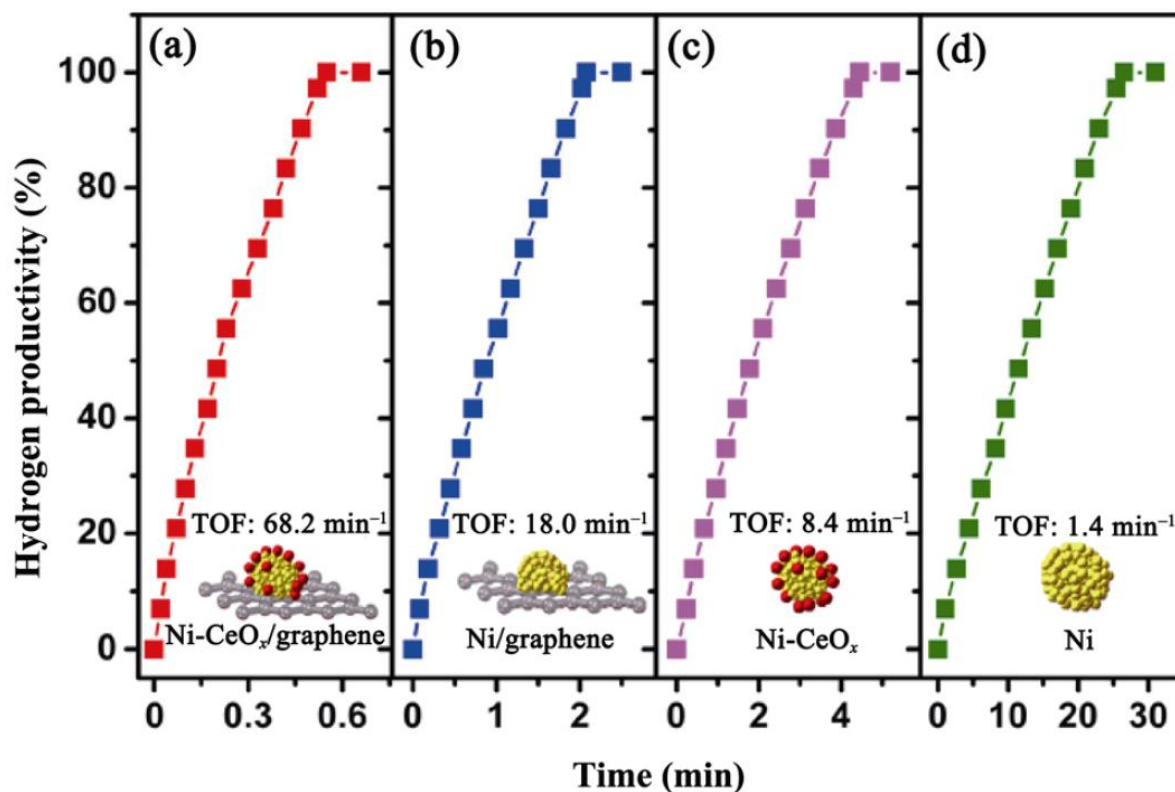 Hydrogen productivity (%)
100
80
60
40
20
0
(a)
TOF: 68.2 min⁻¹
Ni-CeOₓ/graphene
0 0.3 0.6
(b)
TOF: 18.0 min⁻¹
Ni/graphene
0 1 2
(c)
TOF: 8.4 min⁻¹
Ni-CeOₓ
0 2 4
(d)
TOF: 1.4 min⁻¹
Ni
0 10 20 30
Time (min)